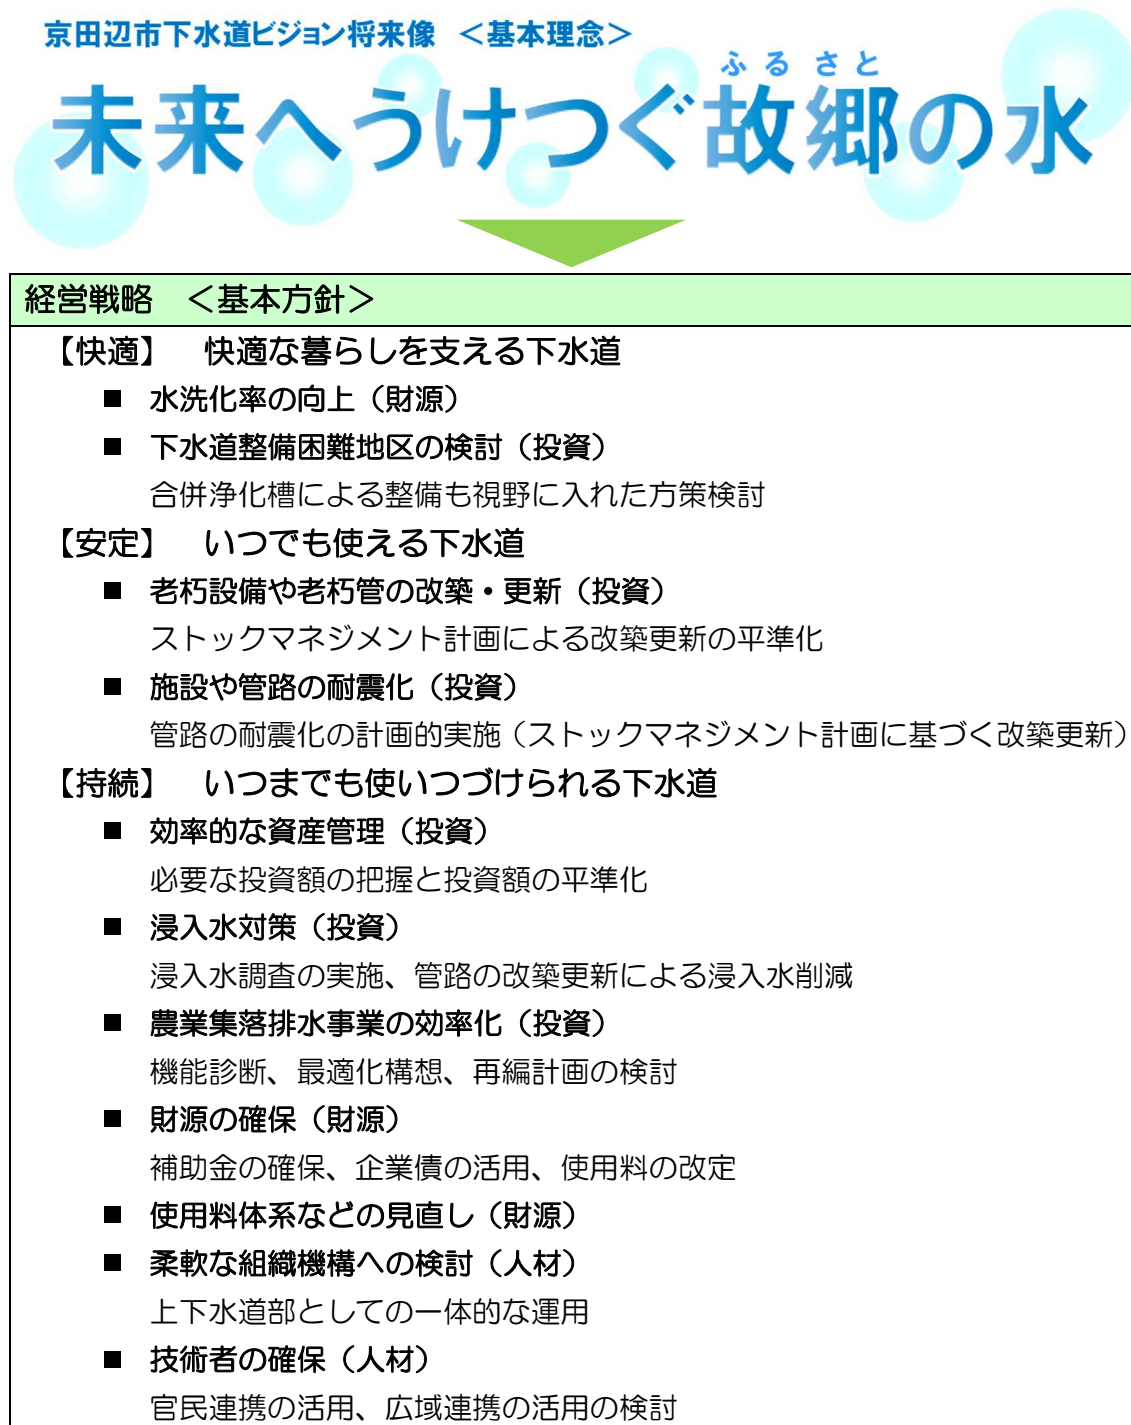 京田辺市下水道ビジョン将来像　＜基本理念＞
ふるさと
未来へうけつぐ故郷の水
経営戦略　＜基本方針＞
【快適】　快適な暮らしを支える下水道
■ 水洗化率の向上（財源）
■ 下水道整備困難地区の検討（投資）
合併浄化槽による整備も視野に入れた方策検討
【安定】　いつでも使える下水道
■ 老朽設備や老朽管の改築・更新（投資）
ストックマネジメント計画による改築更新の平準化
■ 施設や管路の耐震化（投資）
管路の耐震化の計画的実施（ストックマネジメント計画に基づく改築更新）
【持続】　いつまでも使いつづけられる下水道
■ 効率的な資産管理（投資）
必要な投資額の把握と投資額の平準化
■ 浸入水対策（投資）
浸入水調査の実施、管路の改築更新による浸入水削減
■ 農業集落排水事業の効率化（投資）
機能診断、最適化構想、再編計画の検討
■ 財源の確保（財源）
補助金の確保、企業債の活用、使用料の改定
■ 使用料体系などの見直し（財源）
■ 柔軟な組織機構への検討（人材）
上下水道部としての一体的な運用
■ 技術者の確保（人材）
官民連携の活用、広域連携の活用の検討